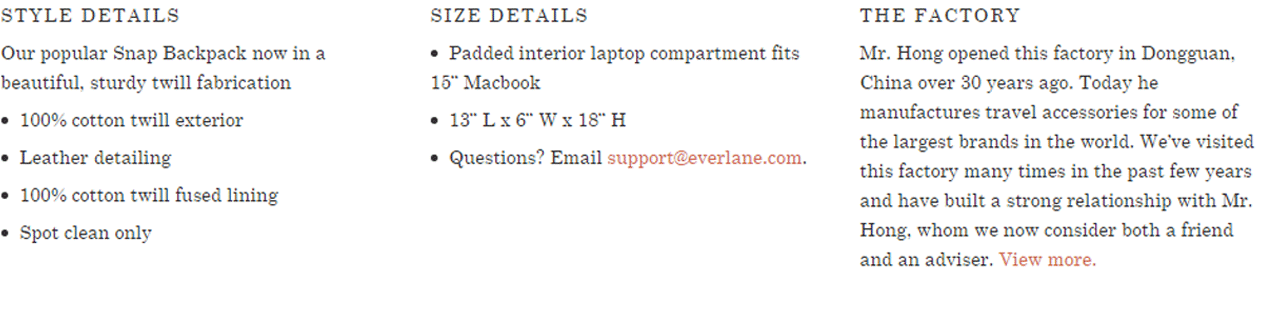 STYLE DETAILS
Our popular Snap Backpack now in a
beautiful, sturdy twill fabrication
• 100% cotton twill exterior
• Leather detailing
• 100% cotton twill fused lining
• Spot clean only
SIZE DETAILS
• Padded interior laptop compartment fits
15" Macbook
• 13" L x 6" W x 18" H
• Questions? Email support@everlane.com.
THE FACTORY
Mr. Hong opened this factory in Dongguan,
China over 30 years ago. Today he
manufactures travel accessories for some of
the largest brands in the world. We've visited
this factory many times in the past few years
and have built a strong relationship with Mr.
Hong, whom we now consider both a friend
and an adviser. View more.